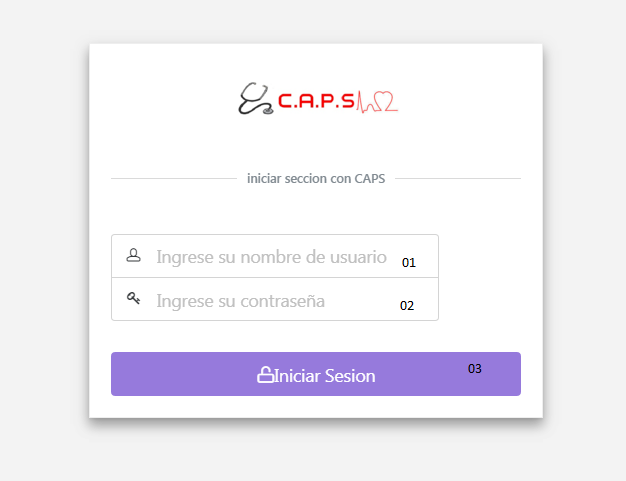 C.A.P.S
iniciar seccion con CAPS
Ingrese su nombre de usuario 01
Ingrese su contraseña 02
Iniciar Sesion 03